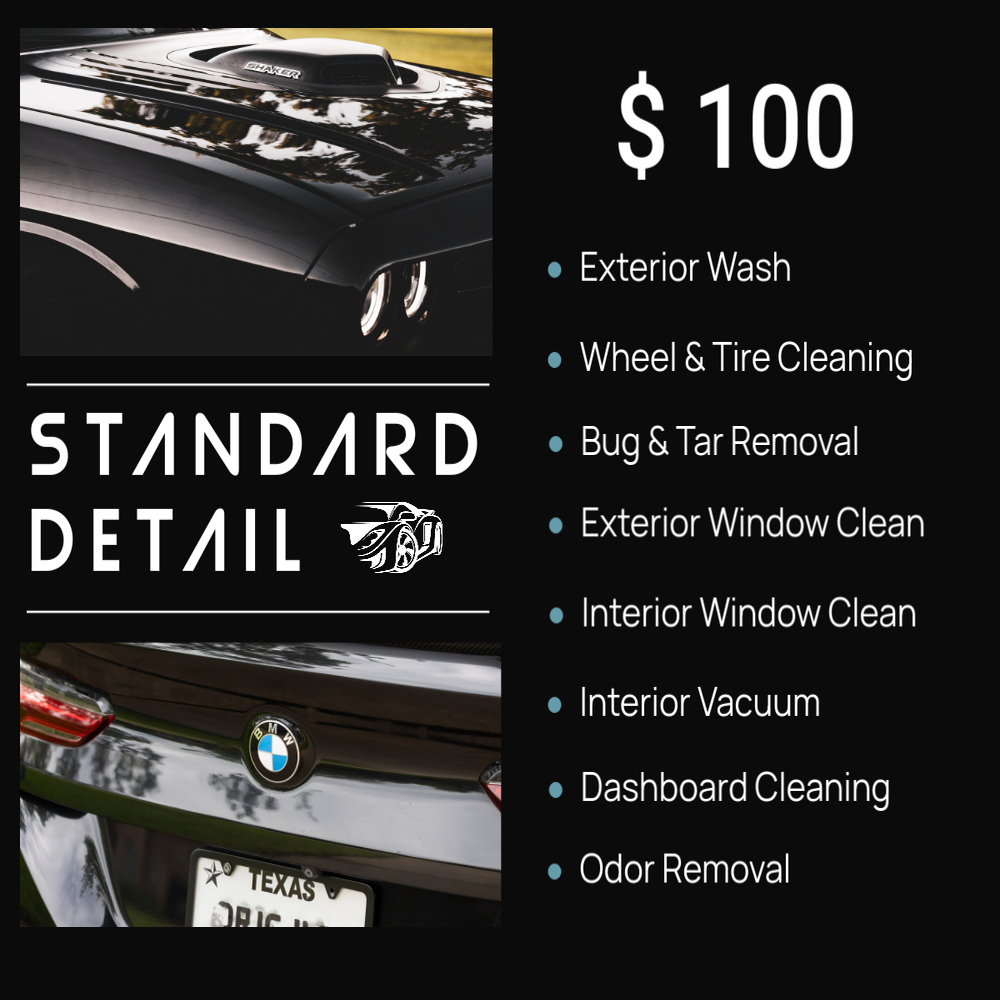 SHAKER
STANDARD
DETAIL
BMW
TEXAS
$ 100
Exterior Wash
Wheel & Tire Cleaning
Bug & Tar Removal
Exterior Window Clean
Interior Window Clean
Interior Vacuum
Dashboard Cleaning
Odor Removal